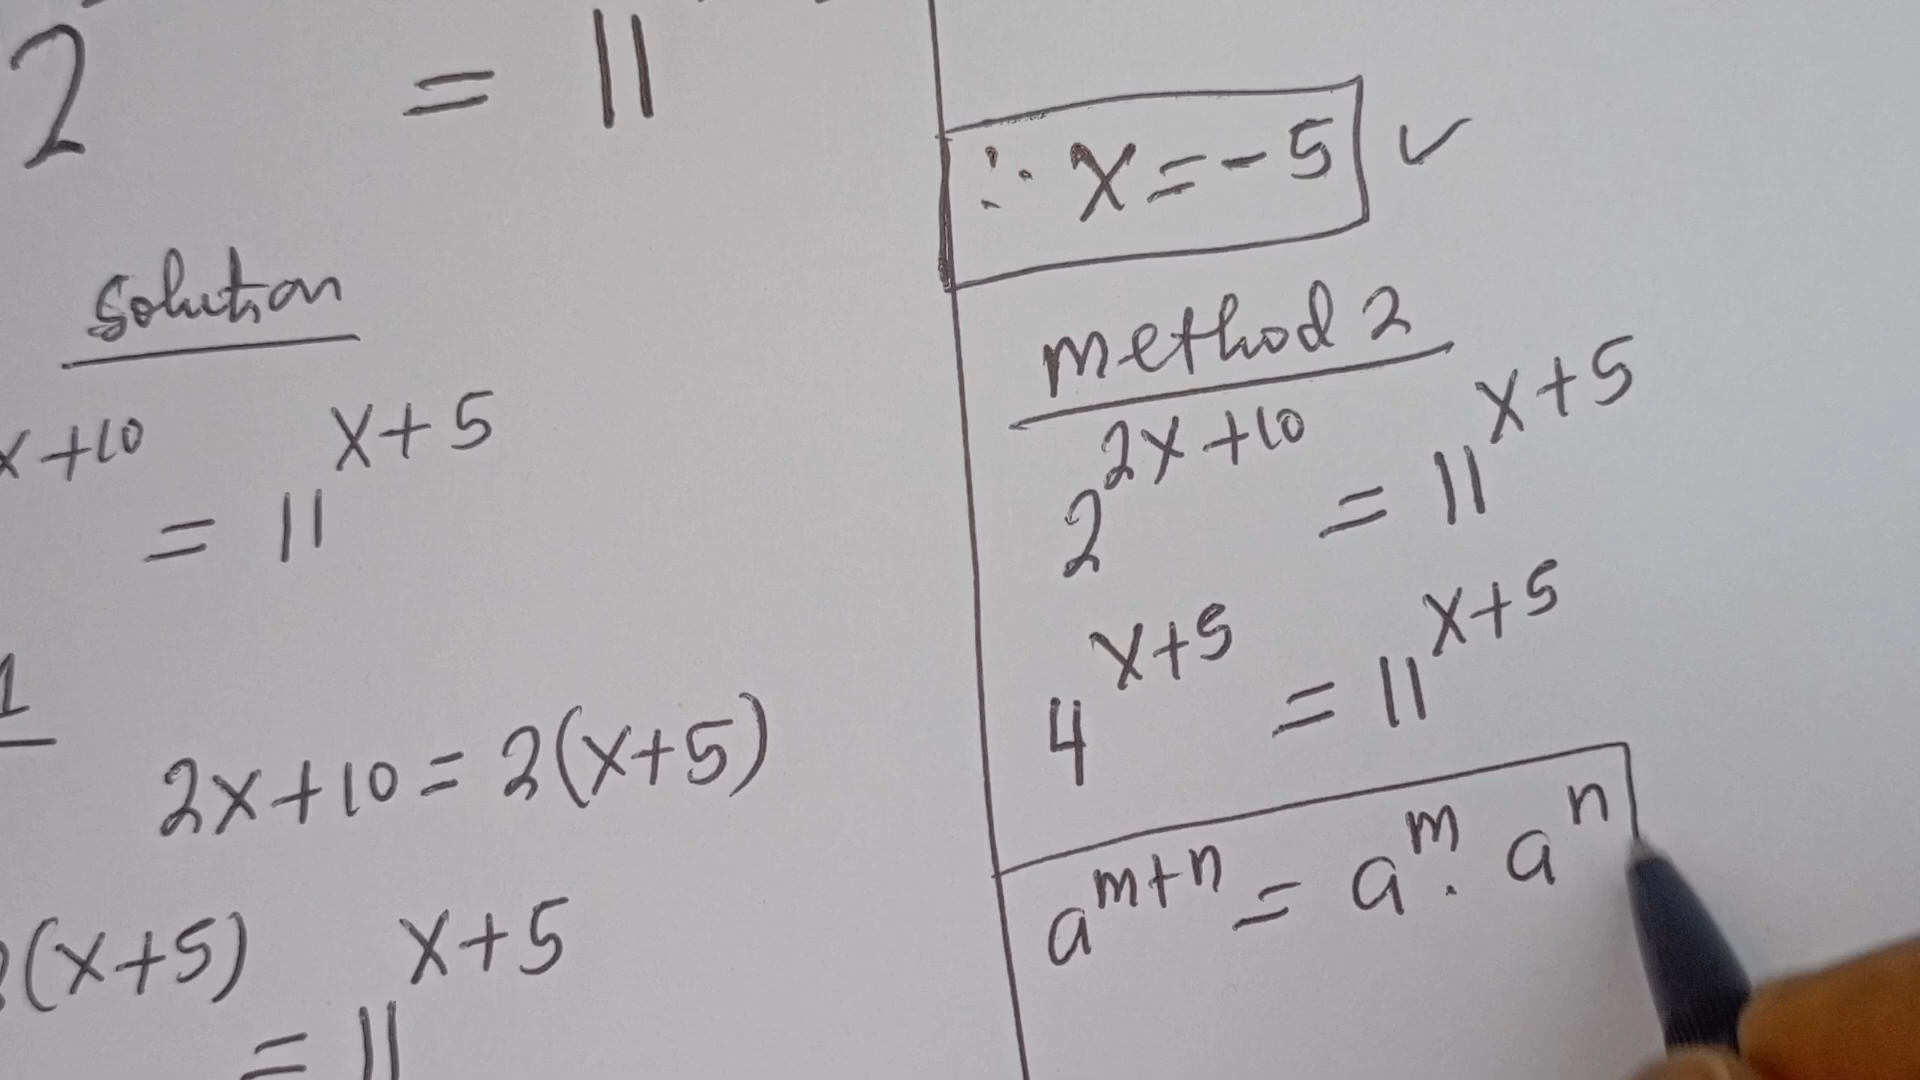 2 = 11
solution
x+10 x+5
= 11
1
2x+10 = 2(x+5)
(x+5) x+5
= 11
∴ x=-5 ✓
method 2
2^{2x+10} = 11^{x+5}
4^{x+5} = 11^{x+5}
a^{m+n} = a^m . a^n